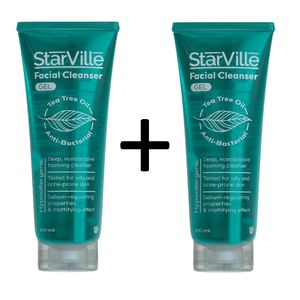 StarVille
Facial Cleanser
GEL
Tea Tree Oil
Anti-Bacterial
Hypoallergenic
Deep, nonabrasive
foaming Cleanser
Tested for oily and
acne-prone skin
Sebum-regulating
properties
& mattifying effect
100 ml
+
StarVille
Facial Cleanser
GEL
Tea Tree Oil
Anti-Bacterial
Hypoallergenic
Deep, nonabrasive
foaming Cleanser
Tested for oily and
acne-prone skin
Sebum-regulating
properties
& mattifying effect
100 ml